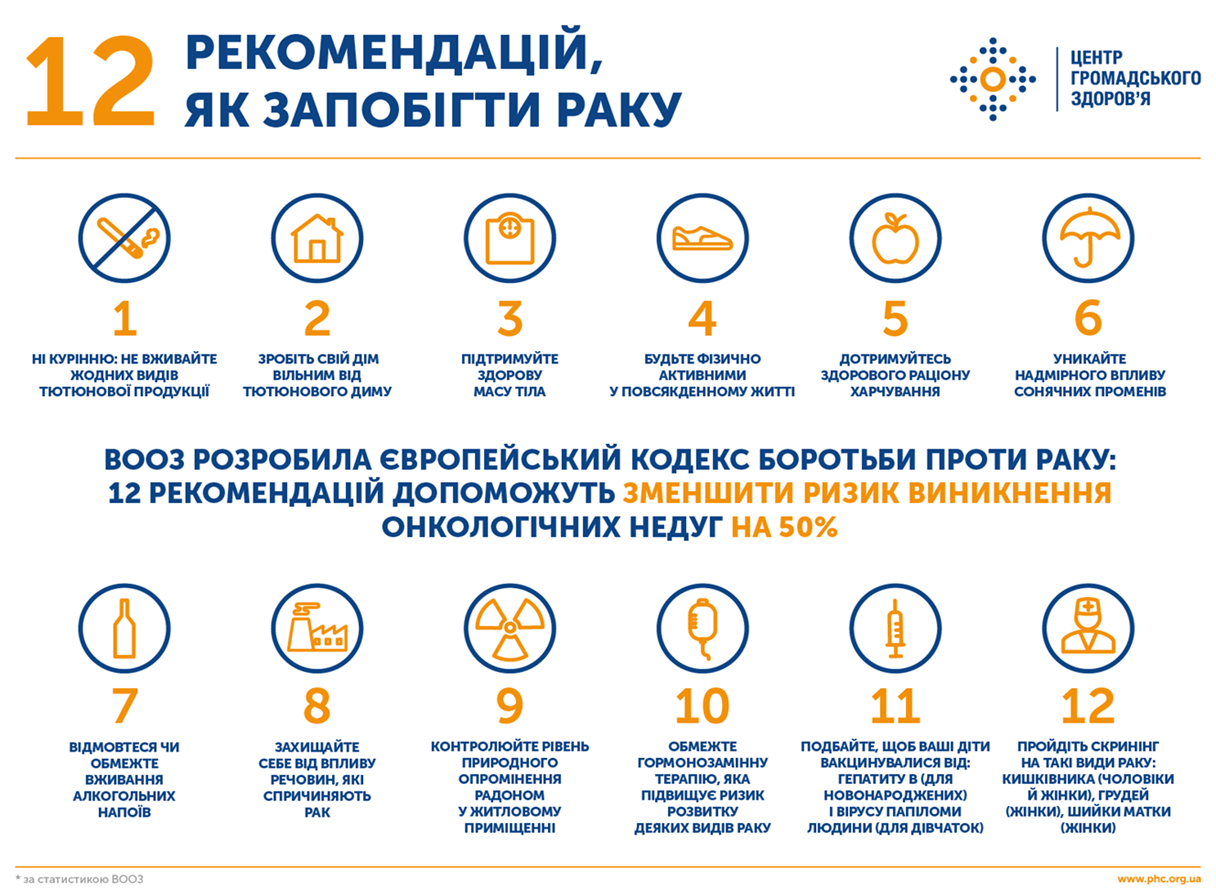 12
РЕКОМЕНДАЦІЙ,
ЯК ЗАПОБІГТИ РАКУ
ЦЕНТР
ГРОМАДСЬКОГО
ЗДОРОВ'Я
1
НІ КУРІННЮ: НЕ ВЖИВАЙТЕ
ЖОДНИХ ВИДІВ
ТЮТЮНОВОЇ ПРОДУКЦІЇ
2
ЗРОБІТЬ СВІЙ ДІМ
ВІЛЬНИМ ВІД
ТЮТЮНОВОГО ДИМУ
3
ПІДТРИМУЙТЕ
ЗДОРОВУ
МАСУ ТІЛА
4
БУДЬТЕ ФІЗИЧНО
АКТИВНИМИ
У ПОВСЯКДЕННОМУ ЖИТТІ
5
ДОТРИМУЙТЕСЬ
ЗДОРОВОГО РАЦІОНУ
ХАРЧУВАННЯ
6
УНИКАЙТЕ
НАДМІРНОГО ВПЛИВУ
СОНЯЧНИХ ПРОМЕНІВ
ВООЗ РОЗРОБИЛА ЄВРОПЕЙСЬКИЙ КОДЕКС БОРОТЬБИ ПРОТИ РАКУ:
12 РЕКОМЕНДАЦІЙ ДОПОМОЖУТЬ ЗМЕНШИТИ РИЗИК ВИНИКНЕННЯ
ОНКОЛОГІЧНИХ НЕДУГ НА 50%
7
ВІДМОВТЕСЯ ЧИ
ОБМЕЖТЕ
ВЖИВАННЯ
АЛКОГОЛЬНИХ
НАПОЇВ
8
ЗАХИЩАЙТЕ
СЕБЕ ВІД ВПЛИВУ
РЕЧОВИН, ЯКІ
СПРИЧИНЯЮТЬ
РАК
9
КОНТРОЛЮЙТЕ РІВЕНЬ
ПРИРОДНОГО
ОПРОМІНЕННЯ
РАДОНОМ
У ЖИТЛОВОМУ
ПРИМІЩЕННІ
10
ОБМЕЖТЕ
ГОРМОНОЗАМІННУ
ТЕРАПІЮ, ЯКА
ПІДВИЩУЄ РИЗИК
РОЗВИТКУ
ДЕЯКИХ ВИДІВ РАКУ
11
ПОДБАЙТЕ, ЩОБ ВАШІ ДІТИ
ВАКЦИНУВАЛИСЯ ВІД:
ГЕПАТИТУ В (ДЛЯ
НОВОНАРОДЖЕНИХ)
І ВІРУСУ ПАПІЛОМИ
ЛЮДИНИ (ДЛЯ ДІВЧАТОК)
12
ПРОЙДІТЬ СКРИНІНГ
НА ТАКІ ВИДИ РАКУ:
КИШКІВНИКА (ЧОЛОВІКИ
Й ЖІНКИ), ГРУДЕЙ
(ЖІНКИ), ШИЙКИ МАТКИ
(ЖІНКИ)
* за статистикою ВООЗ
www.phc.org.ua